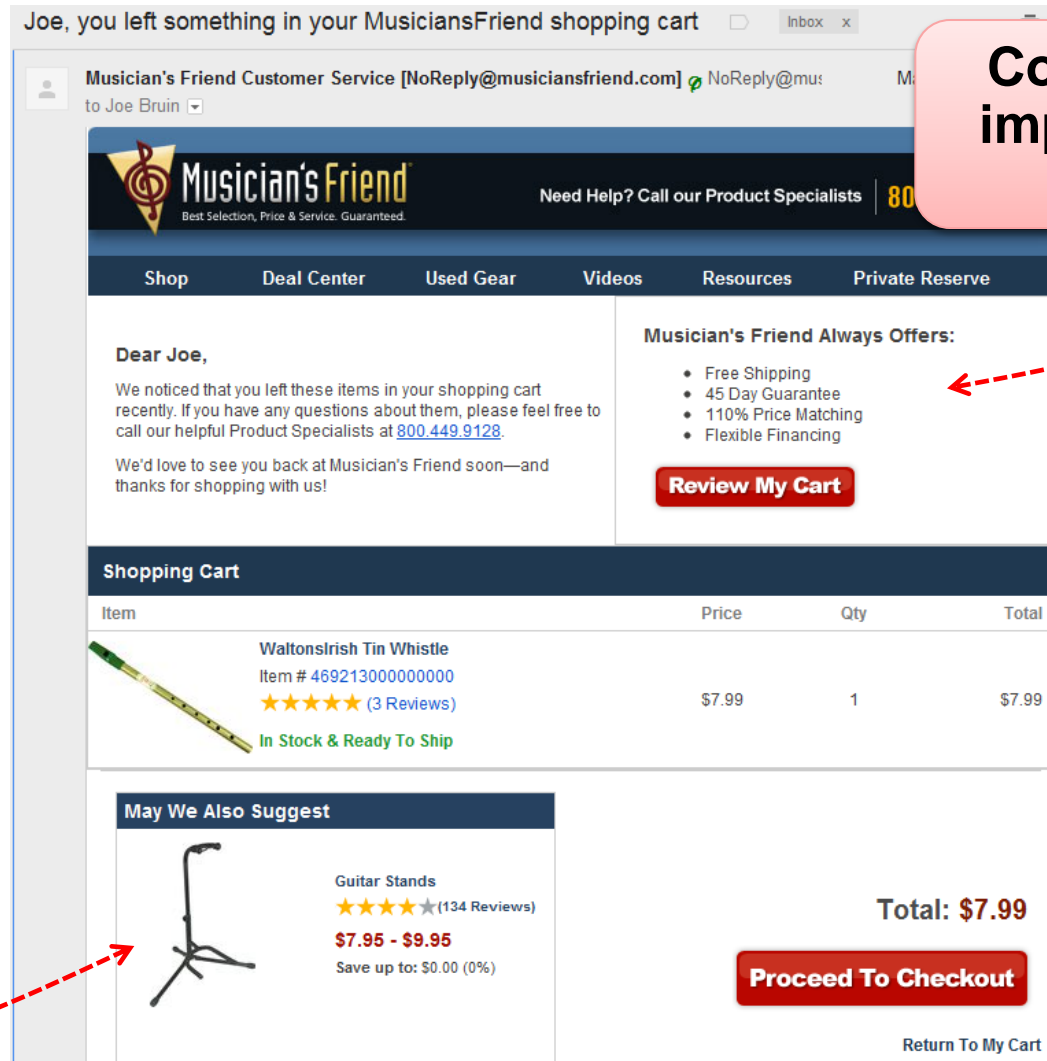 Joe, you left something in your MusiciansFriend shopping cart Inbox x
Musician's Friend Customer Service [NoReply@musiciansfriend.com] NoReply@mus
to Joe Bruin
Musician's Friend
Best Selection, Price & Service. Guaranteed.
Need Help? Call our Product Specialists 80
Shop Deal Center Used Gear Videos Resources Private Reserve
Dear Joe,
We noticed that you left these items in your shopping cart
recently. If you have any questions about them, please feel free to
call our helpful Product Specialists at 800.449.9128.
We'd love to see you back at Musician's Friend soon—and
thanks for shopping with us!
Musician's Friend Always Offers:
• Free Shipping
• 45 Day Guarantee
• 110% Price Matching
• Flexible Financing
Review My Cart
Shopping Cart
Item Price Qty Total
WaltonsIrish Tin Whistle
Item # 469213000000000
(3 Reviews)
$7.99 1 $7.99
In Stock & Ready To Ship
May We Also Suggest
Guitar Stands
(134 Reviews)
$7.95 - $9.95
Save up to: $0.00 (0%)
Total: $7.99
Proceed To Checkout
Return To My Cart